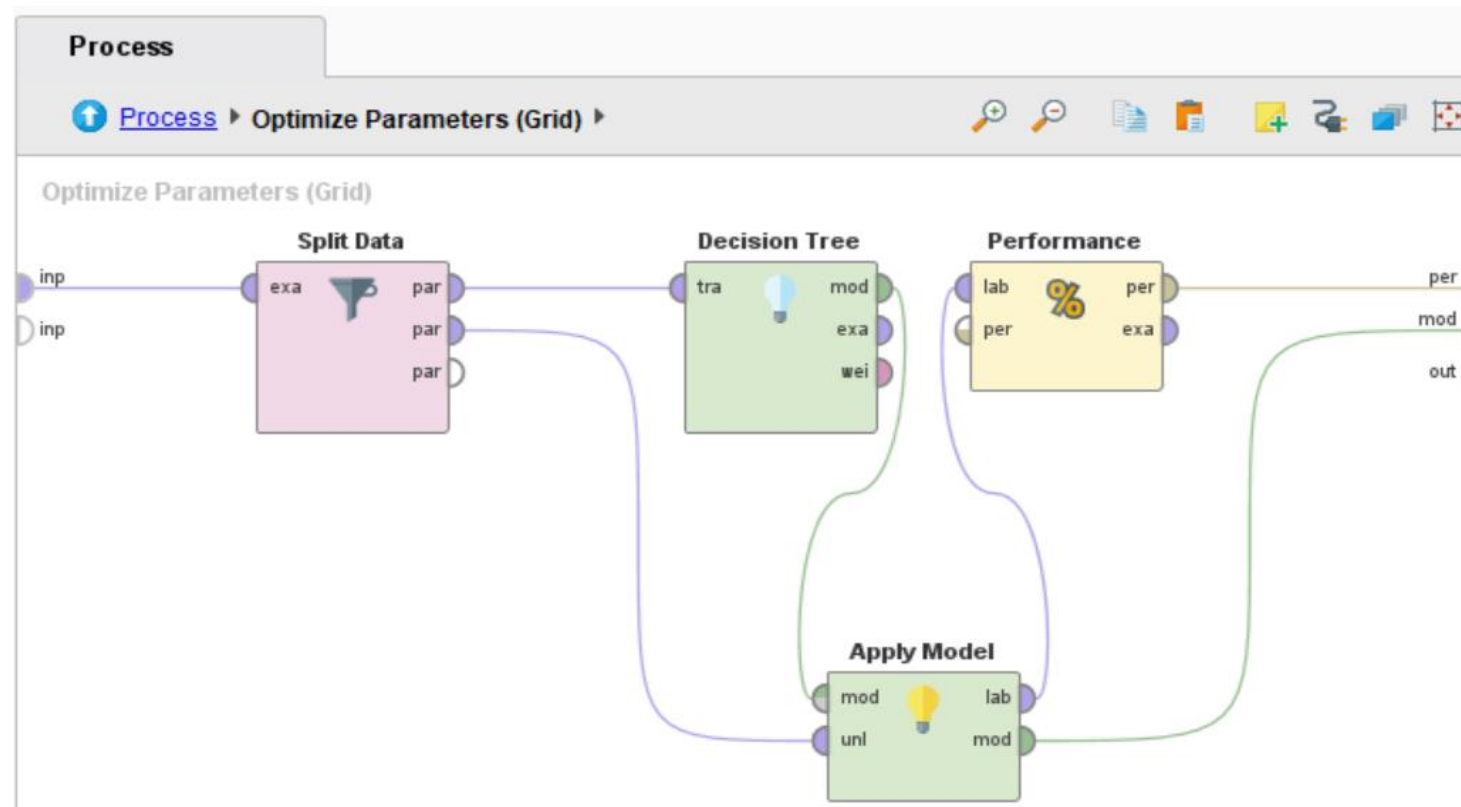 Process
Process Optimize Parameters (Grid)
Optimize Parameters (Grid)
Split Data Decision Tree Performance
inp exa par tra mod lab per per
inp par exa per exa mod
par wei out
Apply Model
mod lab
unl mod